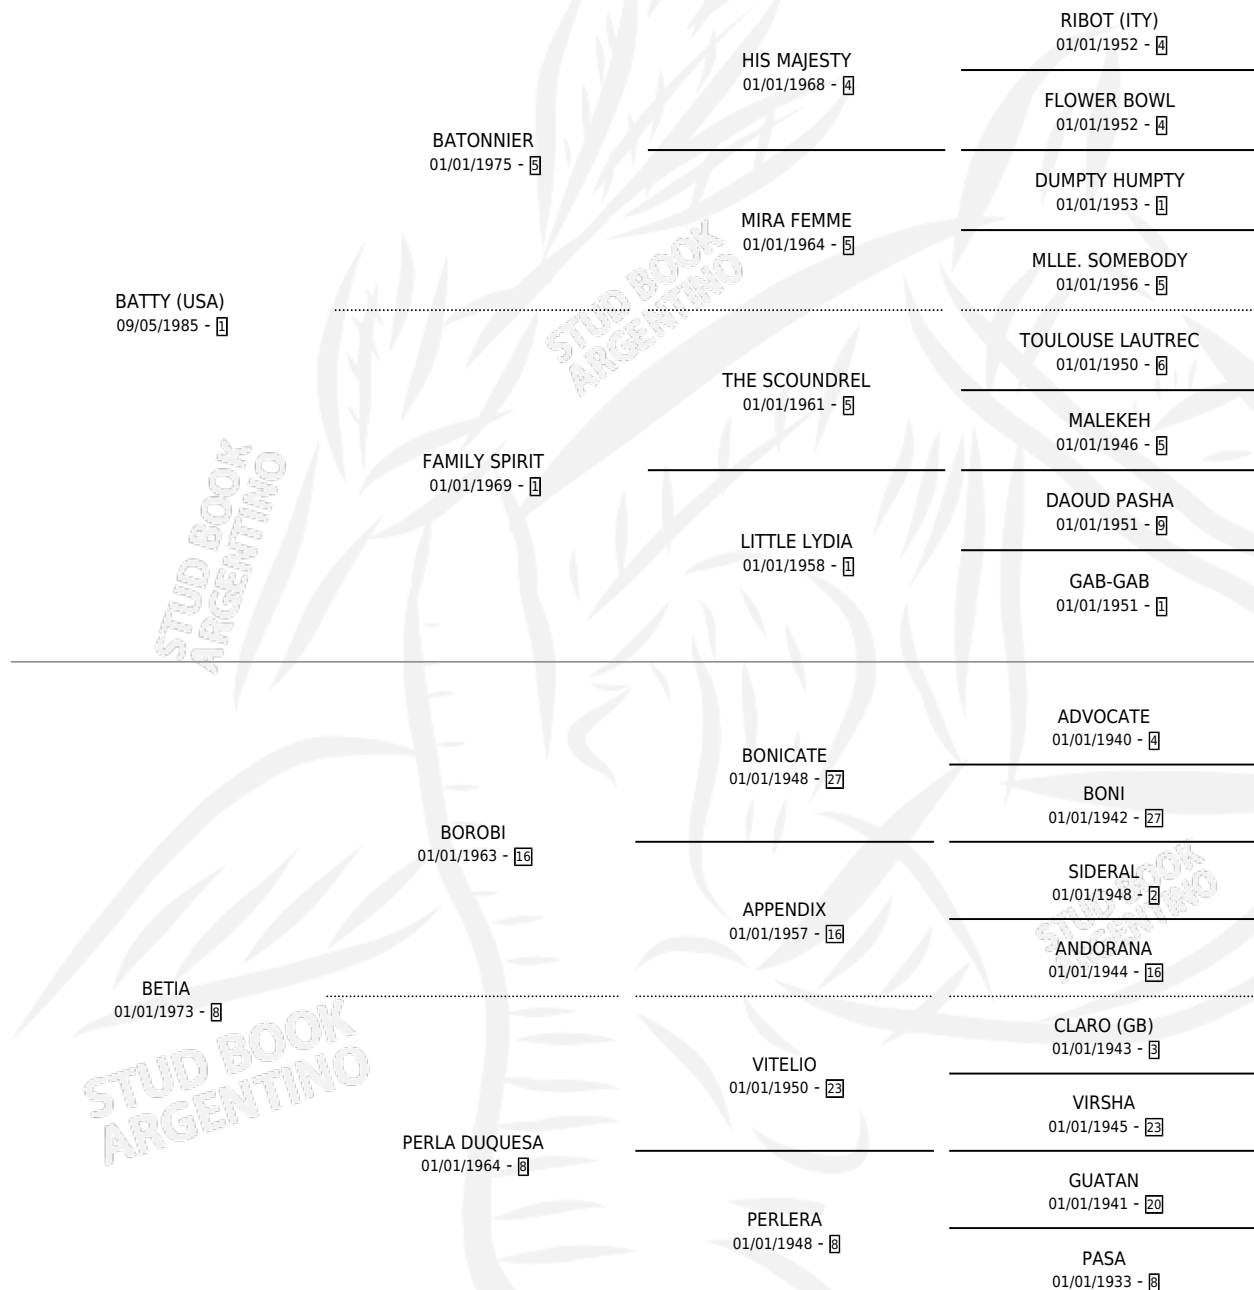 RIBOT (ITY)
01/01/1952 - 4
HIS MAJESTY
01/01/1968 - 4
FLOWER BOWL
01/01/1952 - 4
BATONNIER
01/01/1975 - 5
DUMPTY HUMPTY
01/01/1953 - 1
MIRA FEMME
01/01/1964 - 5
MLLE. SOMEBODY
01/01/1956 - 5
BATTY (USA)
09/05/1985 - 1
TOULOUSE LAUTREC
01/01/1950 - 6
THE SCOUNDREL
01/01/1961 - 5
MALEKEH
01/01/1946 - 5
FAMILY SPIRIT
01/01/1969 - 1
DAOUD PASHA
01/01/1951 - 9
LITTLE LYDIA
01/01/1958 - 1
GAB-GAB
01/01/1951 - 1
ADVOCATE
01/01/1940 - 4
BONICATE
01/01/1948 - 27
BONI
01/01/1942 - 27
BOROBI
01/01/1963 - 16
SIDERAL
01/01/1948 - 2
APPENDIX
01/01/1957 - 16
ANDORANA
01/01/1944 - 16
BETIA
01/01/1973 - 8
CLARO (GB)
01/01/1943 - 3
VITELIO
01/01/1950 - 23
VIRSHA
01/01/1945 - 23
PERLA DUQUESA
01/01/1964 - 8
GUATAN
01/01/1941 - 20
PERLERA
01/01/1948 - 8
PASA
01/01/1933 - 8
STUD BOOK
ARGENTINO
STUD BOOK
ARGENTINO
STUD BOOK
ARGENTINO
STUD BOOK
ARGENTINO